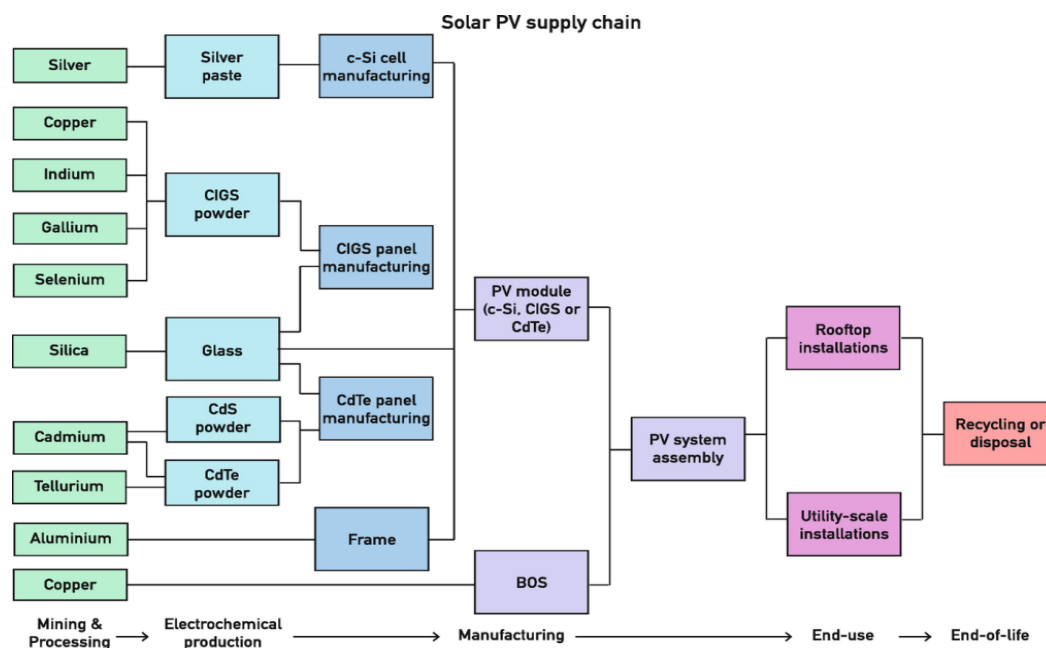 Solar PV supply chain
Silver
Silver
paste
c-Si cell
manufacturing
Copper
Indium
Gallium
Selenium
CIGS
powder
CIGS panel
manufacturing
Silica
Glass
CdTe panel
manufacturing
Cadmium
CdS
powder
Tellurium
CdTe
powder
Aluminium
Frame
Copper
BOS
PV module
(c-Si, CIGS or
CdTe)
PV system
assembly
Rooftop
installations
Utility-scale
installations
Recycling or
disposal
Mining &
Processing
Electrochemical
production
Manufacturing
End-use
End-of-life